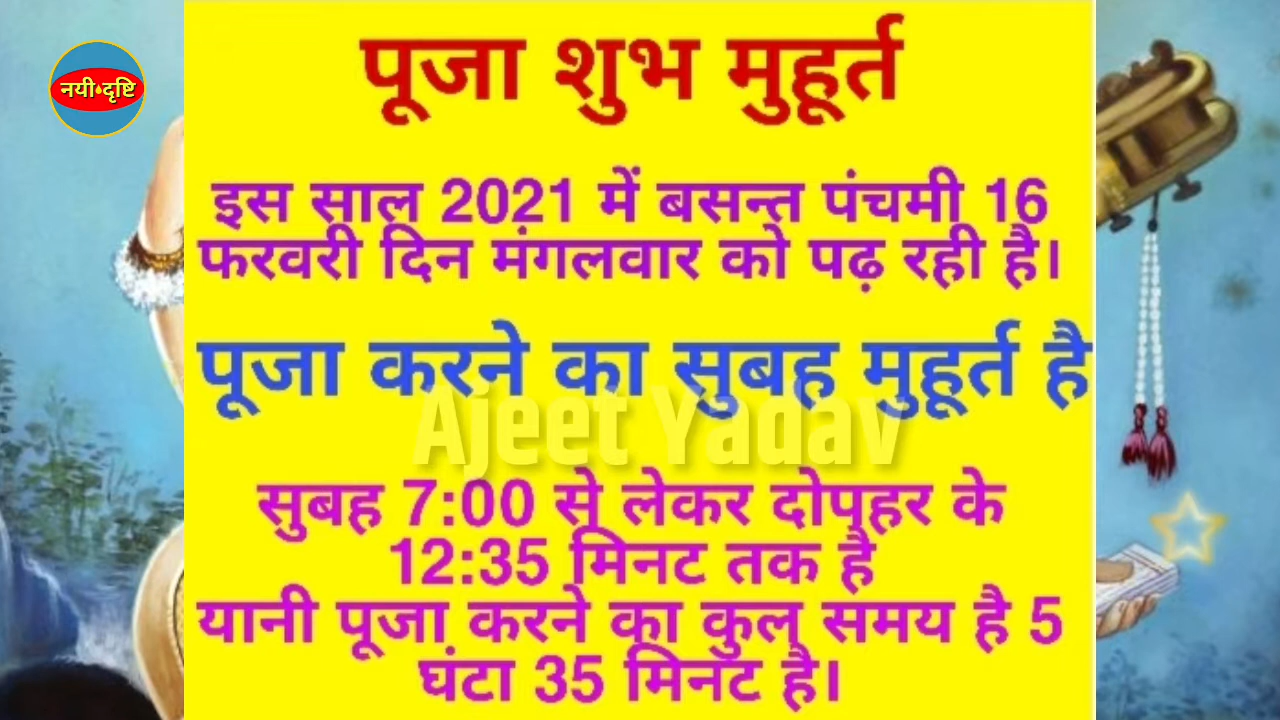 नयी दृष्टि
पूजा शुभ मुहूर्त
इस साल 2021 में बसन्त पंचमी 16
फरवरी दिन मंगलवार को पढ़ रही है।
पूजा करने का सुबह मुहूर्त है
Ajeet Yadav
सुबह 7:00 से लेकर दोपहर के
12:35 मिनट तक है
यानी पूजा करने का कुल समय है 5
घंटा 35 मिनट है।